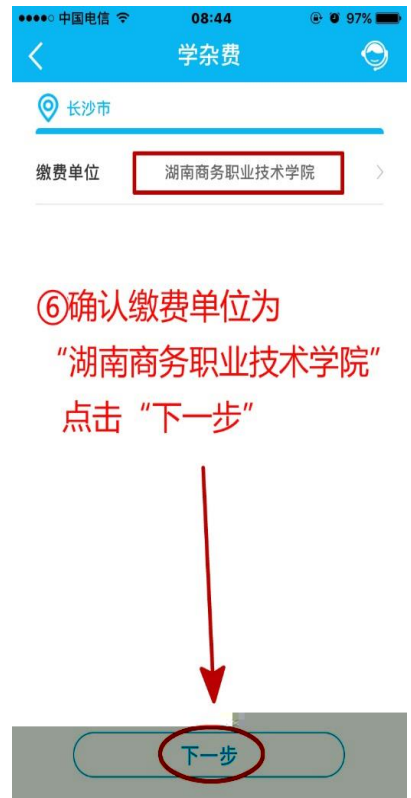 中国电信 08:44 97%
学杂费
长沙市
缴费单位 湖南商务职业技术学院
⑥确认缴费单位为
“湖南商务职业技术学院”
点击“下一步”
下一步